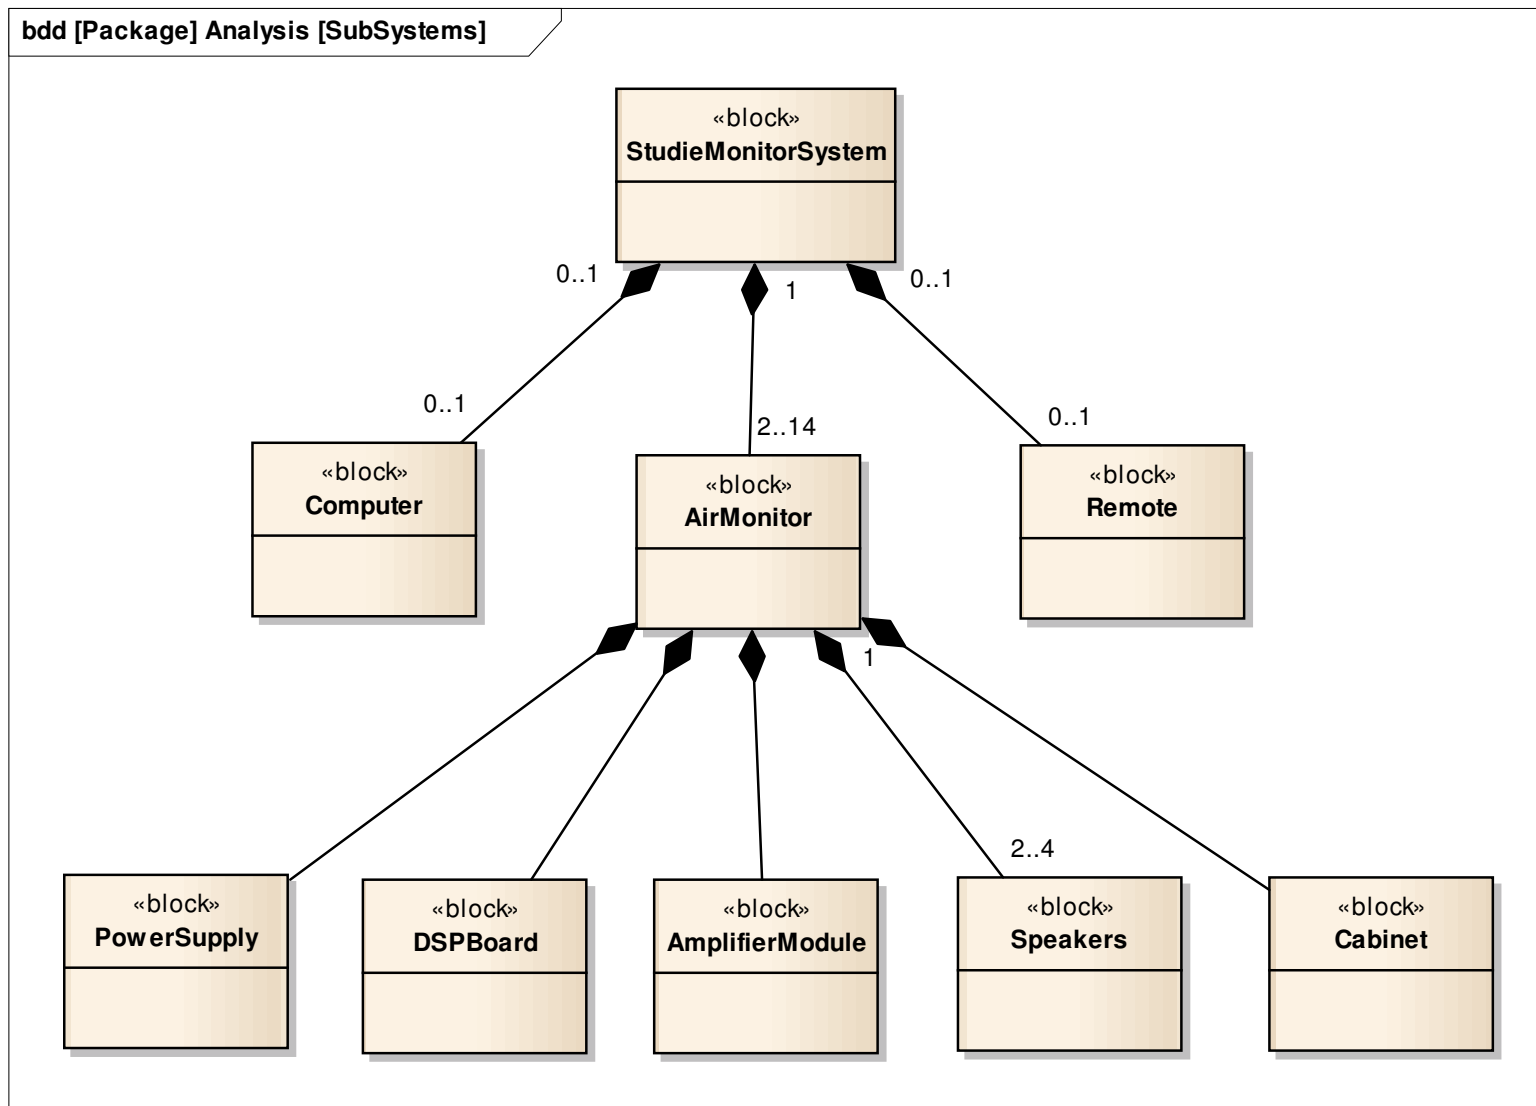 bdd [Package] Analysis [SubSystems]
«block»
StudieMonitorSystem
0..1
1
0..1
0..1
2..14
0..1
«block»
Computer
«block»
AirMonitor
«block»
Remote
1
2..4
«block»
PowerSupply
«block»
DSPBoard
«block»
AmplifierModule
«block»
Speakers
«block»
Cabinet